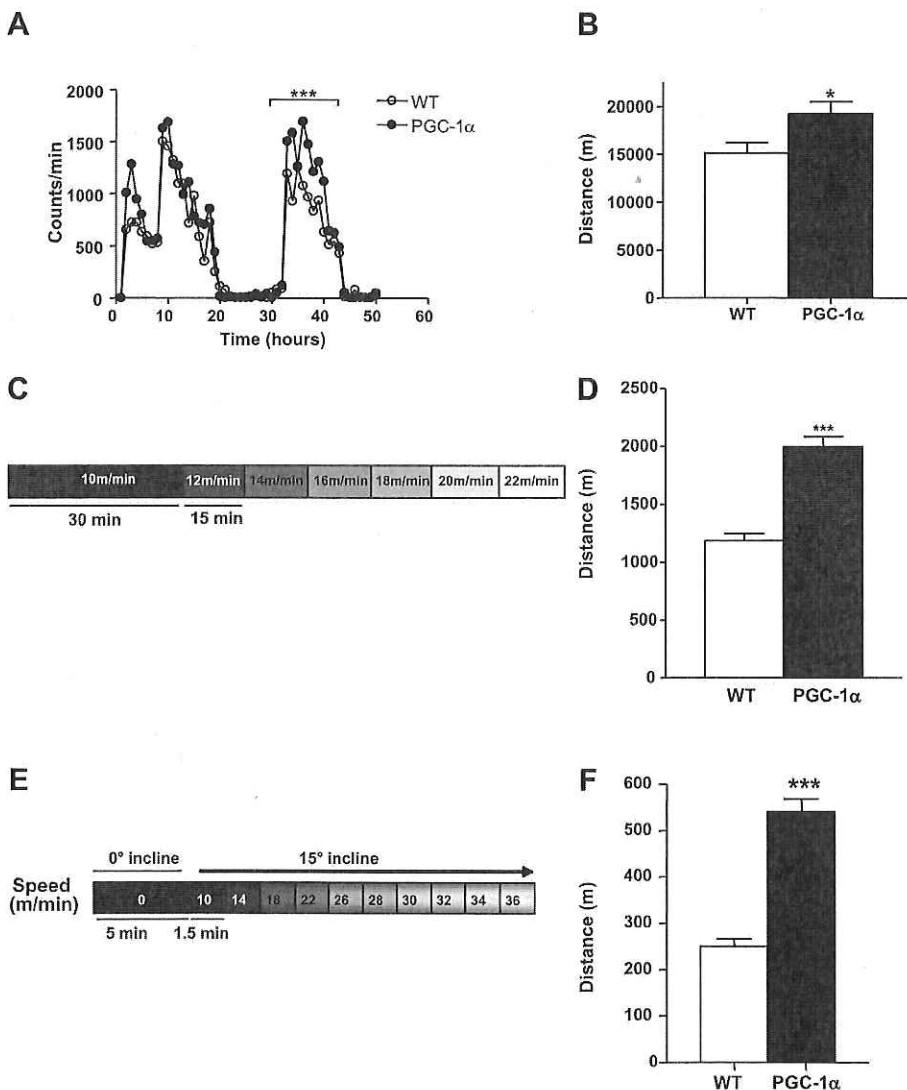 A
2000
1500
1000
500
0
Counts/min
***
WT
PGC-1α
0 10 20 30 40 50 60
Time (hours)
B
20000
15000
10000
5000
0
Distance (m)
*
WT PGC-1α
C
10m/min 12m/min 14m/min 16m/min 18m/min 20m/min 22m/min
30 min 15 min
D
2500
2000
1500
1000
500
0
Distance (m)
***
WT PGC-1α
E
0° incline 15° incline
Speed
(m/min)
0 10 14 18 22 26 28 30 32 34 36
5 min 1.5 min
F
600
500
400
300
200
100
0
Distance (m)
***
WT PGC-1α